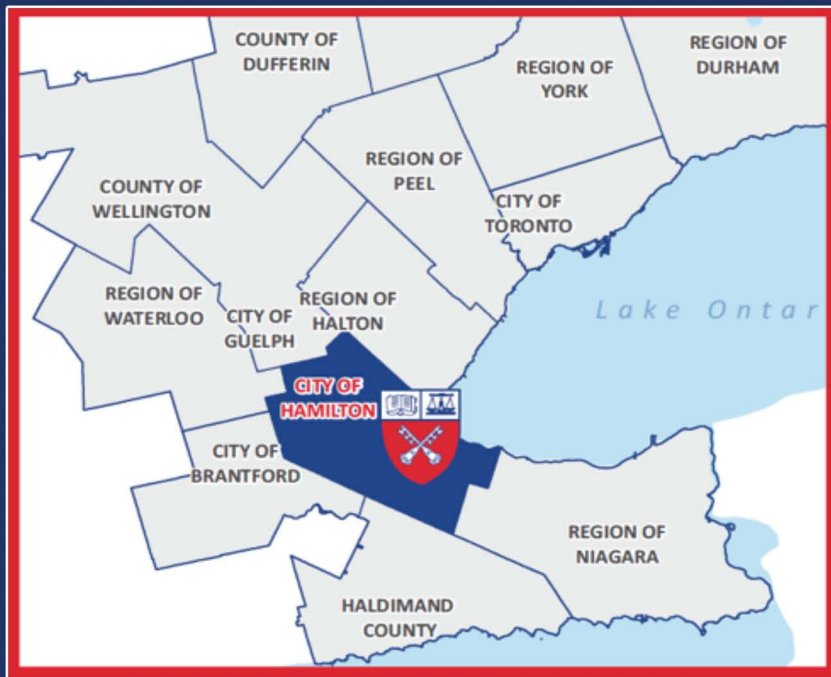 COUNTY OF
DUFFERIN
REGION OF
YORK
REGION OF
DURHAM
REGION OF
PEEL
COUNTY OF
WELLINGTON
CITY OF
TORONTO
REGION OF
WATERLOO
CITY OF
GUELPH
REGION OF
HALTON
Lake Ontar
CITY OF
HAMILTON
CITY OF
BRANTFORD
REGION OF
NIAGARA
HALDIMAND
COUNTY